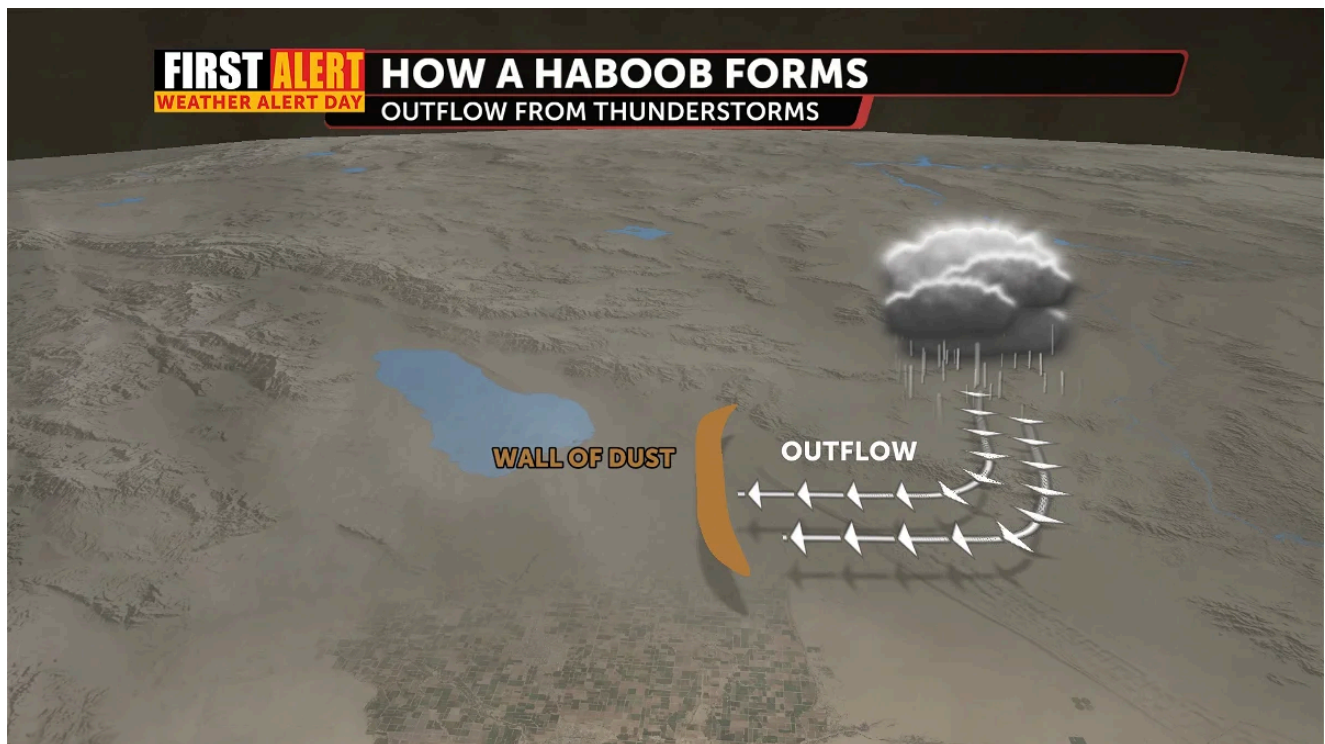 FIRST ALERT
WEATHER ALERT DAY
HOW A HABOOB FORMS
OUTFLOW FROM THUNDERSTORMS
OUTFLOW
WALL OF DUST